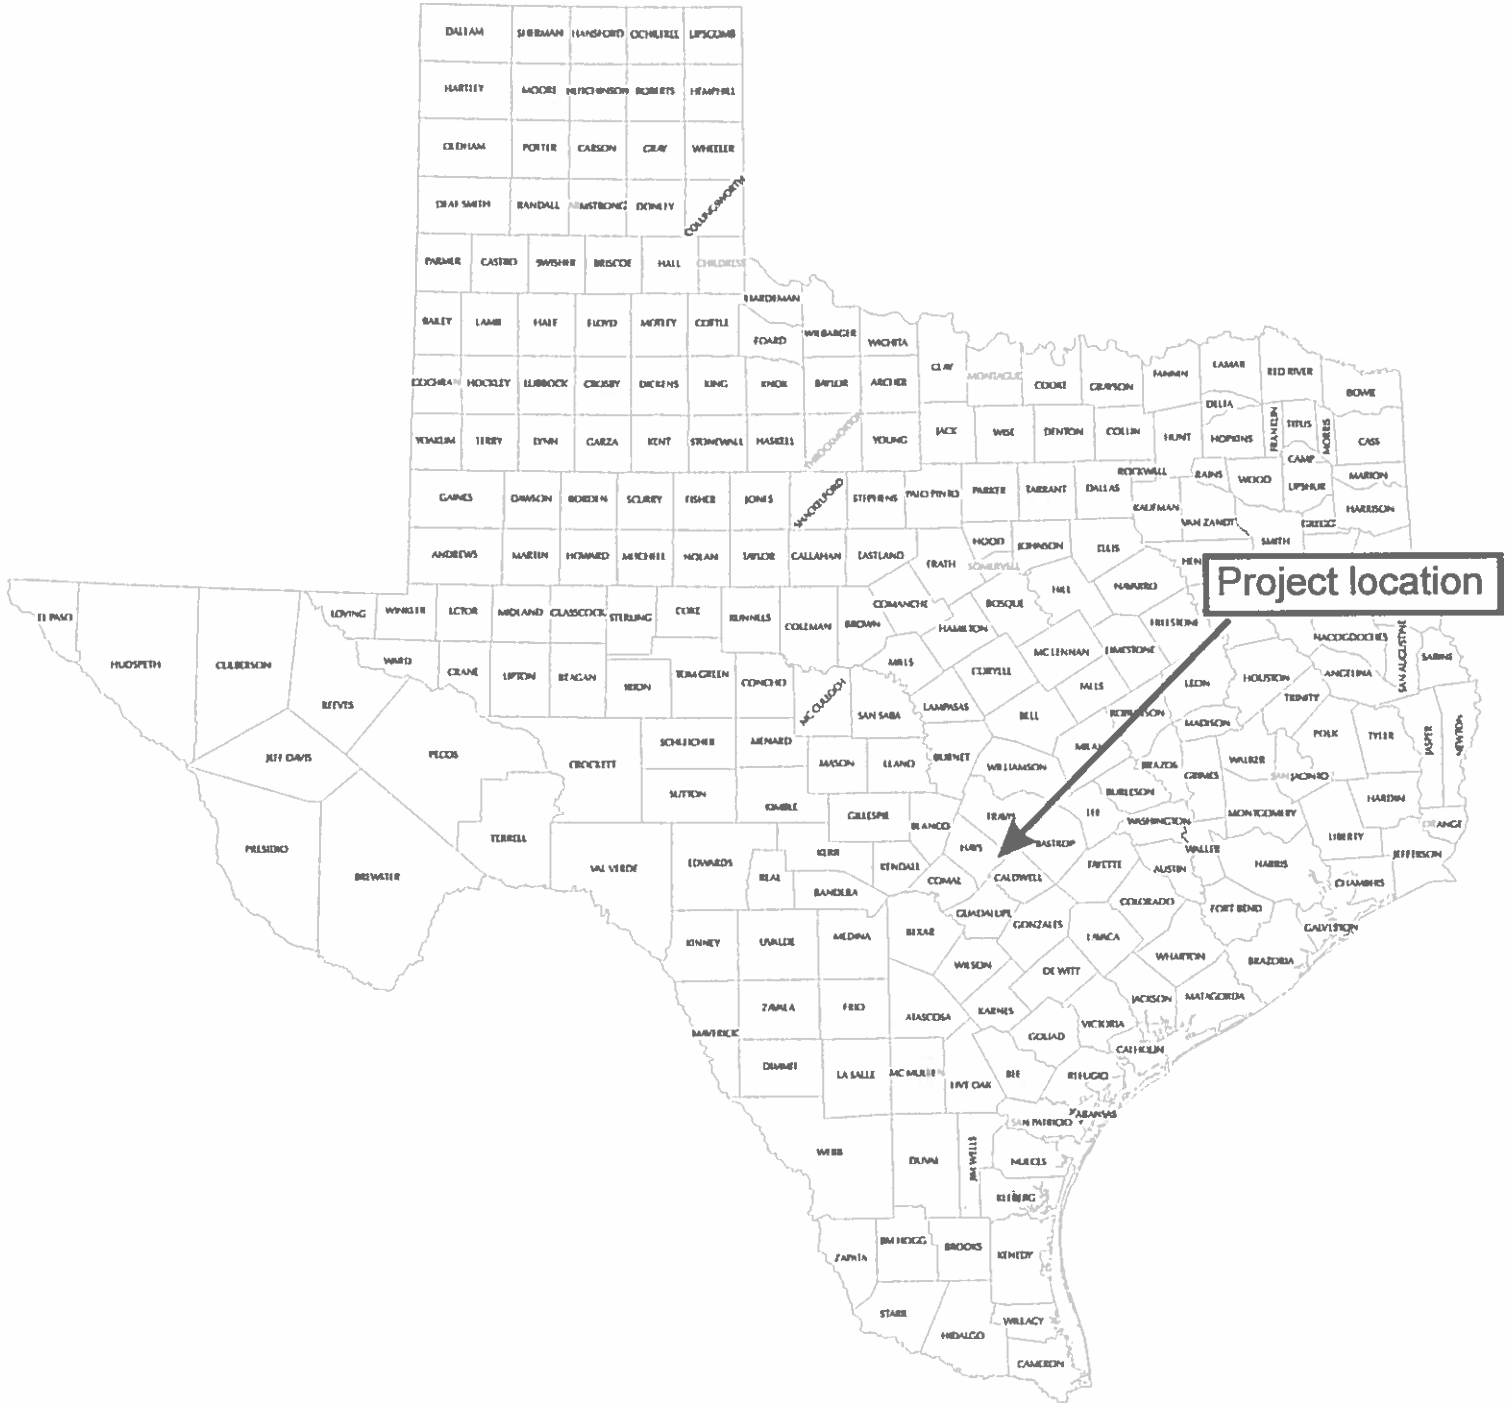 DALLAM SHERMAN HANSFORD OCHILTREE LIPSCOMB
HARTLEY MOORE HUTCHINSON ROBERTS HEMPHILL
OLDHAM POTTER CARSON GRAY WHEELER
DEAF SMITH RANDALL ARMSTRONG DONLEY COLLINGSWORTH
PARMER CASTRO SWISHER BRISCOE HALL CHILDRESS
HARDEMAN
BAILEY LAMB HALE FLOYD MOTLEY COTTLE FOARD WILBARGER WICHITA
CLAY MONTAGUE COOKE GRAYSON FANNIN LAMAR RED RIVER BOWIE
COCHRAN HOCKLEY LUBBOCK CROSBY DICKENS KING KNOX BAYLOR ARCHER
DELTA FRANKLIN TITUS MORRIS CASS
YOAKUM TERRY LYNN GARZA KENT STONEWALL HASKELL THROCKMORTON YOUNG JACK WISE DENTON COLLIN HUNT HOPKINS
CAMP
ROCKWALL RAINS WOOD UPSHUR MARION
GAINES DAWSON BORDEN SCURRY FISHER JONES SHACKELFORD STEPHENS PALO PINTO PARKER TARRANT DALLAS KAUFMAN HARRISON
VAN ZANDT GREGG
SMITH
ANDREWS MARTIN HOWARD MITCHELL NOLAN TAYLOR CALLAHAN EASTLAND ERATH HOOD JOHNSON ELLIS HEN
SOMERVELL
Project location
EL PASO LOVING WINKLER ECTOR MIDLAND GLASSCOCK STERLING COKE RUNNELS COLEMAN BROWN COMANCHE BOSQUE HILL NAVARRO
HAMILTON
NACOGDOCHES SAN AUGUSTINE SABINE
HUDSPETH CULBERSON REEVES WARD CRANE UPTON REAGAN IRION TOM GREEN CONCHO MC CULLOCH MILLS CORYELL MC LENNAN LIMESTONE
SAN SABA LAMPASAS BELL FALLS LEON HOUSTON ANGELINA
TRINITY
ROBERTSON MADISON
JEFF DAVIS PECOS CROCKETT SCHLEICHER MENARD MASON LLANO BURNET WILLIAMSON MILAM BRAZOS GRIMES WALKER SAN JACINTO POLK TYLER JASPER NEWTON
SUTTON KIMBLE GILLESPIE BLANCO TRAVIS LEE BURLESON WASHINGTON MONTGOMERY LIBERTY HARDIN ORANGE
PRESIDIO BREWSTER TERRELL VAL VERDE EDWARDS REAL KERR KENDALL HAYS BASTROP FAYETTE AUSTIN WALLER HARRIS JEFFERSON
BANDERA COMAL CALDWELL CHAMBERS
GUADALUPE GONZALES COLORADO FORT BEND GALVESTON
KINNEY UVALDE MEDINA BEXAR WILSON LAVACA DE WITT WHARTON BRAZORIA
ZAVALA FRIO ATASCOSA KARNES GOLIAD VICTORIA JACKSON MATAGORDA
MAVERICK CALHOUN
DIMMIT LA SALLE MC MULLEN LIVE OAK BEE REFUGIO
ARANSAS
SAN PATRICIO
WEBB DUVAL JIM WELLS NUECES
KLEBERG
ZAPATA JIM HOGG BROOKS KENEDY
STARR HIDALGO WILLACY
CAMERON